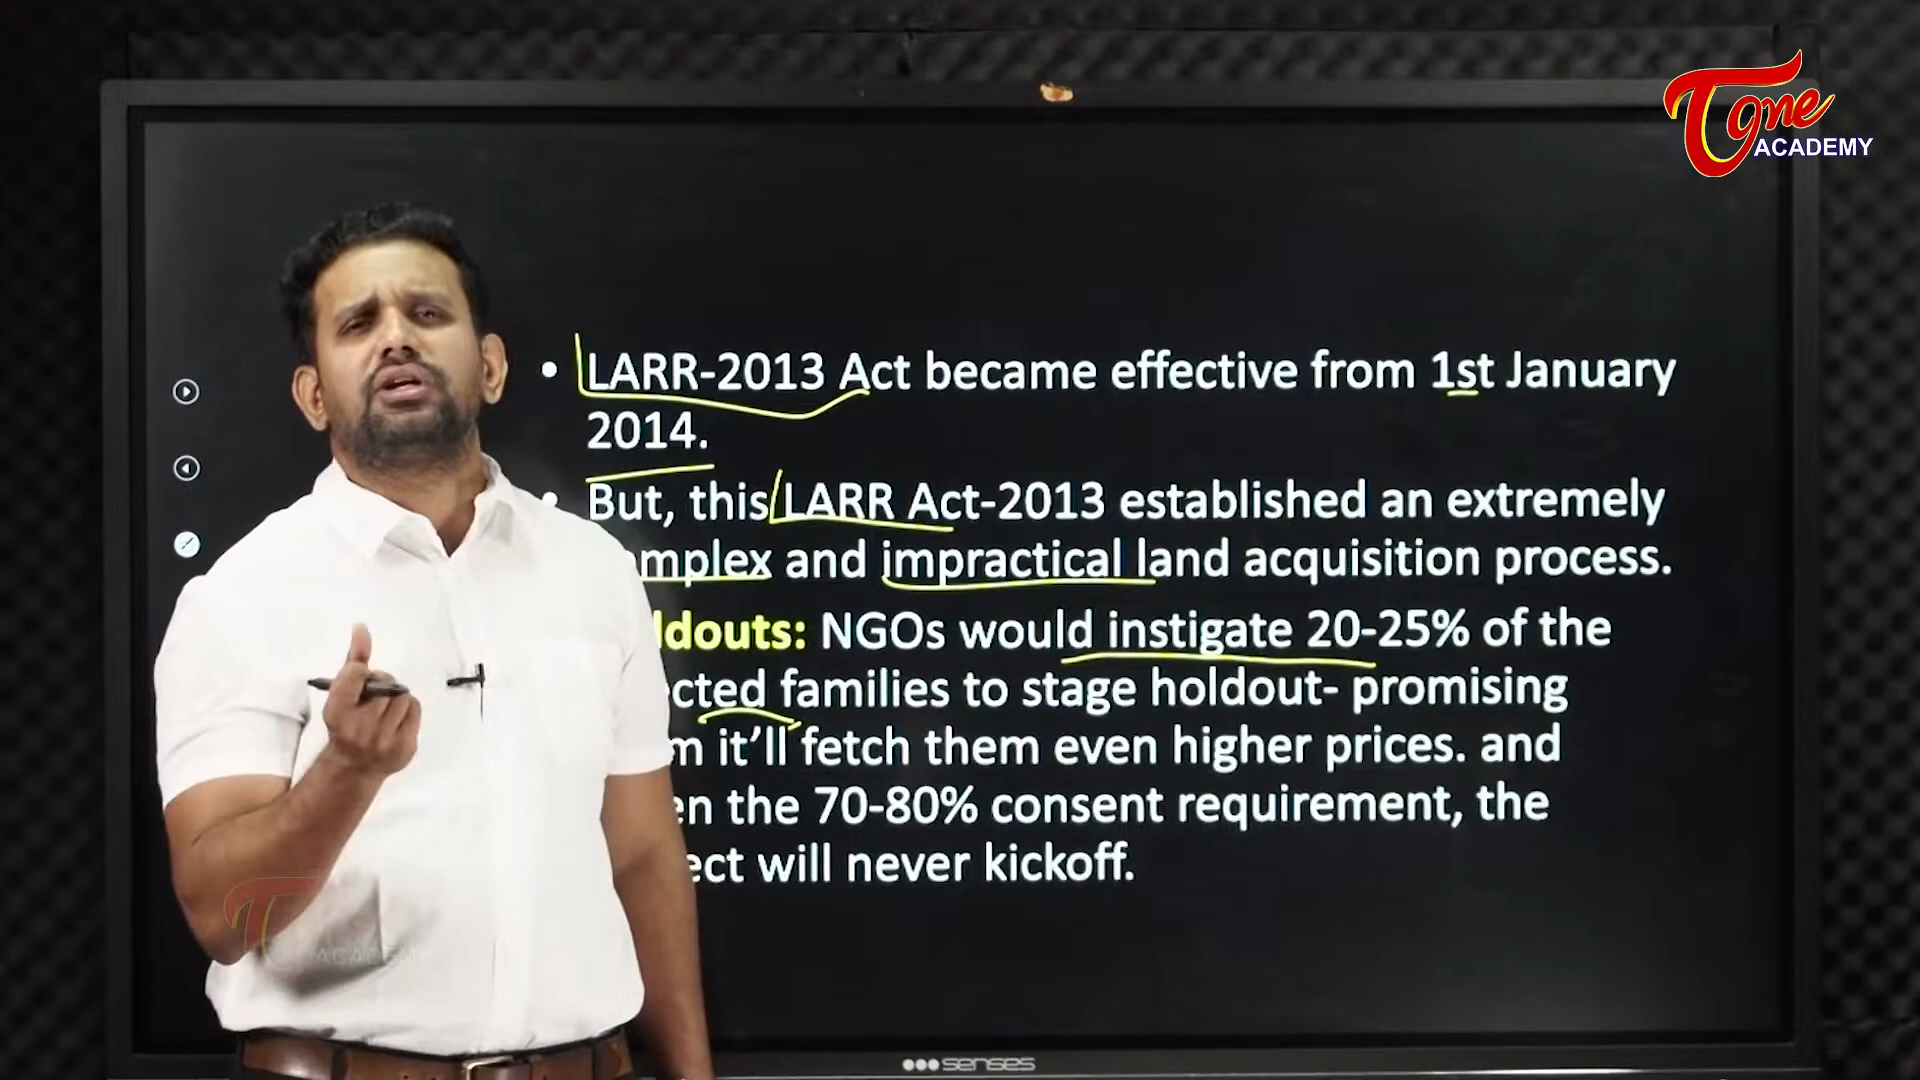 Tone
ACADEMY
• LARR-2013 Act became effective from 1st January
2014.
• But, this LARR Act-2013 established an extremely
mplex and impractical land acquisition process.
ldouts: NGOs would instigate 20-25% of the
cted families to stage holdout- promising
m it’ll fetch them even higher prices. and
en the 70-80% consent requirement, the
ect will never kickoff.
ACADEMY
senses